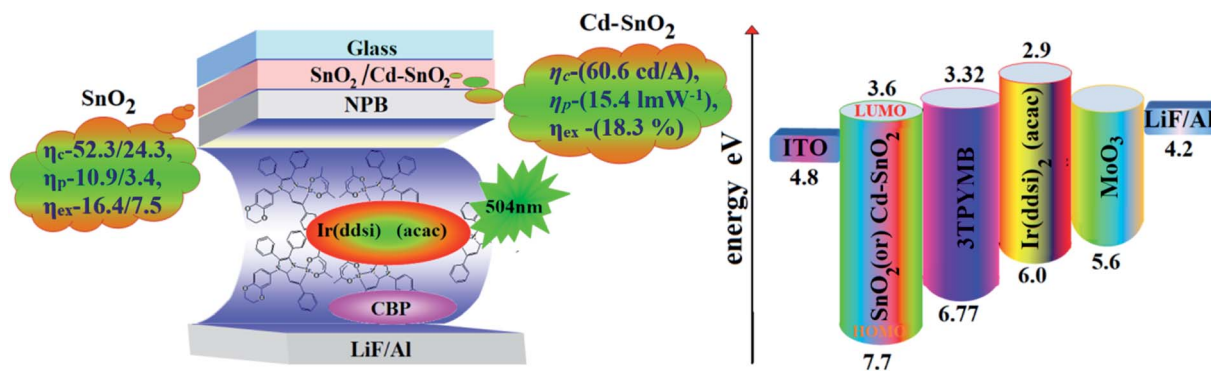 SnO2
ηc-52.3/24.3,
ηp-10.9/3.4,
ηex-16.4/7.5
Glass
SnO2 /Cd-SnO2
NPB
Ir(ddsi) (acac)
CBP
LiF/Al
504nm
Cd-SnO2
ηc-(60.6 cd/A),
ηp-(15.4 lmW-1),
ηex -(18.3 %)
energy eV
ITO
4.8
3.6
LUMO
SnO2(or) Cd-SnO2
HOMO
7.7
3.32
3TPYMB
6.77
2.9
Ir(ddsi)2 (acac)
6.0
MoO3
5.6
LiF/Al
4.2